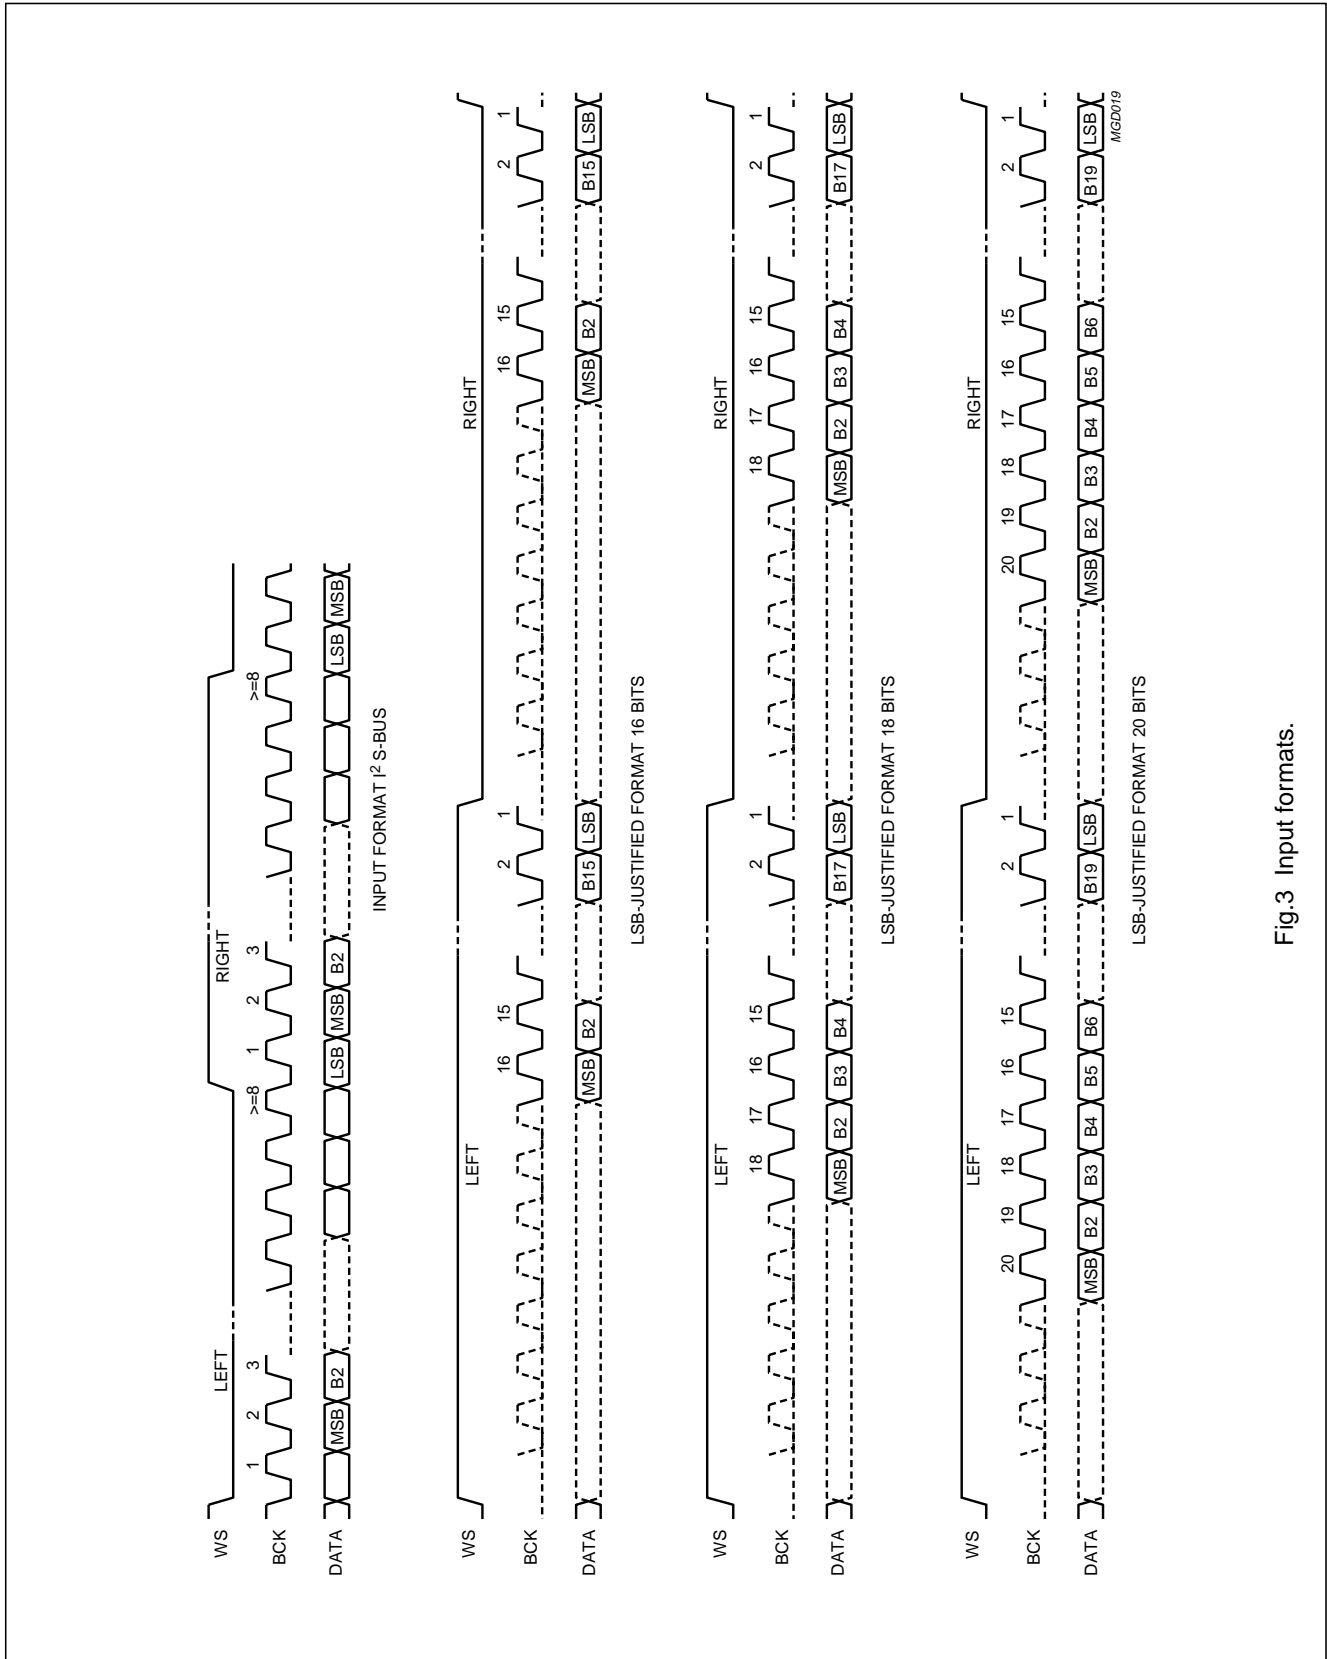 LEFT
RIGHT
WS
1 2 3 >=8 1 2 3 >=8
BCK
DATA MSB B2 LSB MSB B2 LSB MSB
INPUT FORMAT I² S-BUS
WS
LEFT
RIGHT
16 15 2 1 16 15 2 1
BCK
DATA MSB B2 B15 LSB MSB B2 B15 LSB
LSB-JUSTIFIED FORMAT 16 BITS
WS
LEFT
RIGHT
18 17 16 15 2 1 18 17 16 15 2 1
BCK
DATA MSB B2 B3 B4 B17 LSB MSB B2 B3 B4 B17 LSB
LSB-JUSTIFIED FORMAT 18 BITS
WS
LEFT
RIGHT
20 19 18 17 16 15 2 1 20 19 18 17 16 15 2 1
BCK
DATA MSB B2 B3 B4 B5 B6 B19 LSB MSB B2 B3 B4 B5 B6 B19 LSB
MGD019
LSB-JUSTIFIED FORMAT 20 BITS
Fig.3 Input formats.